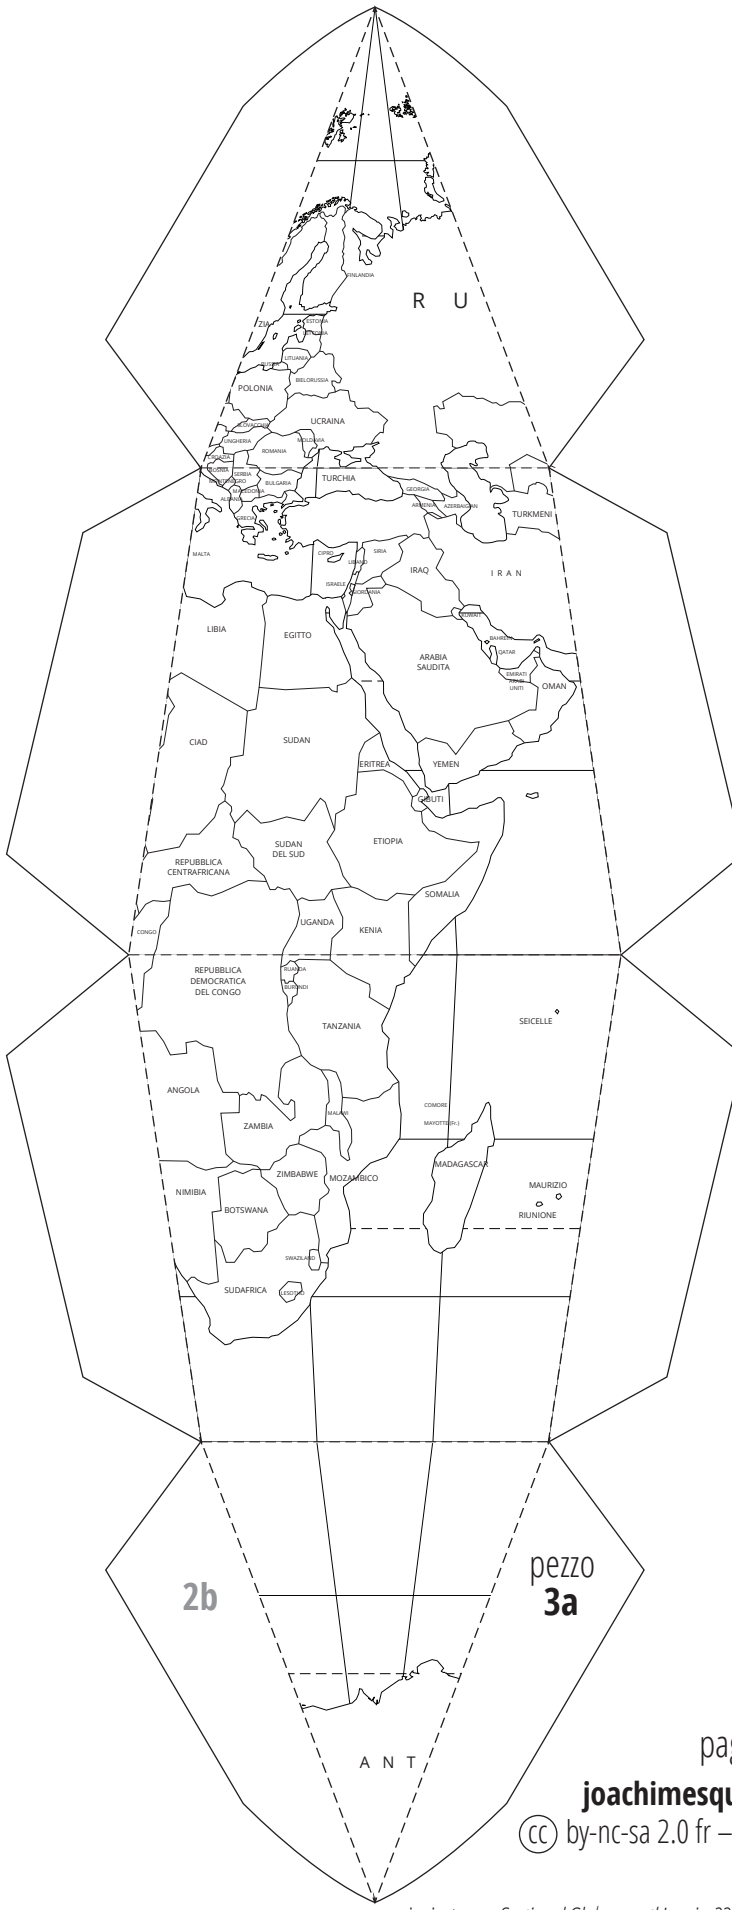 FINLANDIA
R U
ZIA
ESTONIA
LETTONIA
LITUANIA
RUSSIA
BIELORUSSIA
POLONIA
UCRAINA
SLOVACCHIA
UNGHERIA
MOLDAVIA
ROMANIA
CROAZIA
BOSNIA
SERBIA
MONTENEGRO
BULGARIA
MACEDONIA
ALBANIA
GRECIA
TURCHIA
GEORGIA
ARMENIA
AZERBAIGIAN
TURKMENI
MALTA
CIPRO
SIRIA
LIBANO
IRAQ
I R A N
ISRAELE
GIORDANIA
KUWAIT
LIBIA
EGITTO
BAHREIN
QATAR
ARABIA
SAUDITA
EMIRATI
ARABI
UNITI
OMAN
CIAD
SUDAN
ERITREA
YEMEN
GIBUTI
SUDAN
DEL SUD
ETIOPIA
REPUBBLICA
CENTRAFRICANA
SOMALIA
UGANDA
KENIA
CONGO
REPUBBLICA
DEMOCRATICA
DEL CONGO
RUANDA
BURUNDI
TANZANIA
SEICELLE
ANGOLA
COMORE
MALAWI
MAYOTTE(Fr.)
ZAMBIA
MADAGASCAR
ZIMBABWE
MOZAMBICO
NIMIBIA
MAURIZIO
BOTSWANA
RIUNIONE
SWAZILAND
SUDAFRICA
LESOTHO
2b
pezzo
3a
A N T
pag
joachimesqu
cc by-nc-sa 2.0 fr –